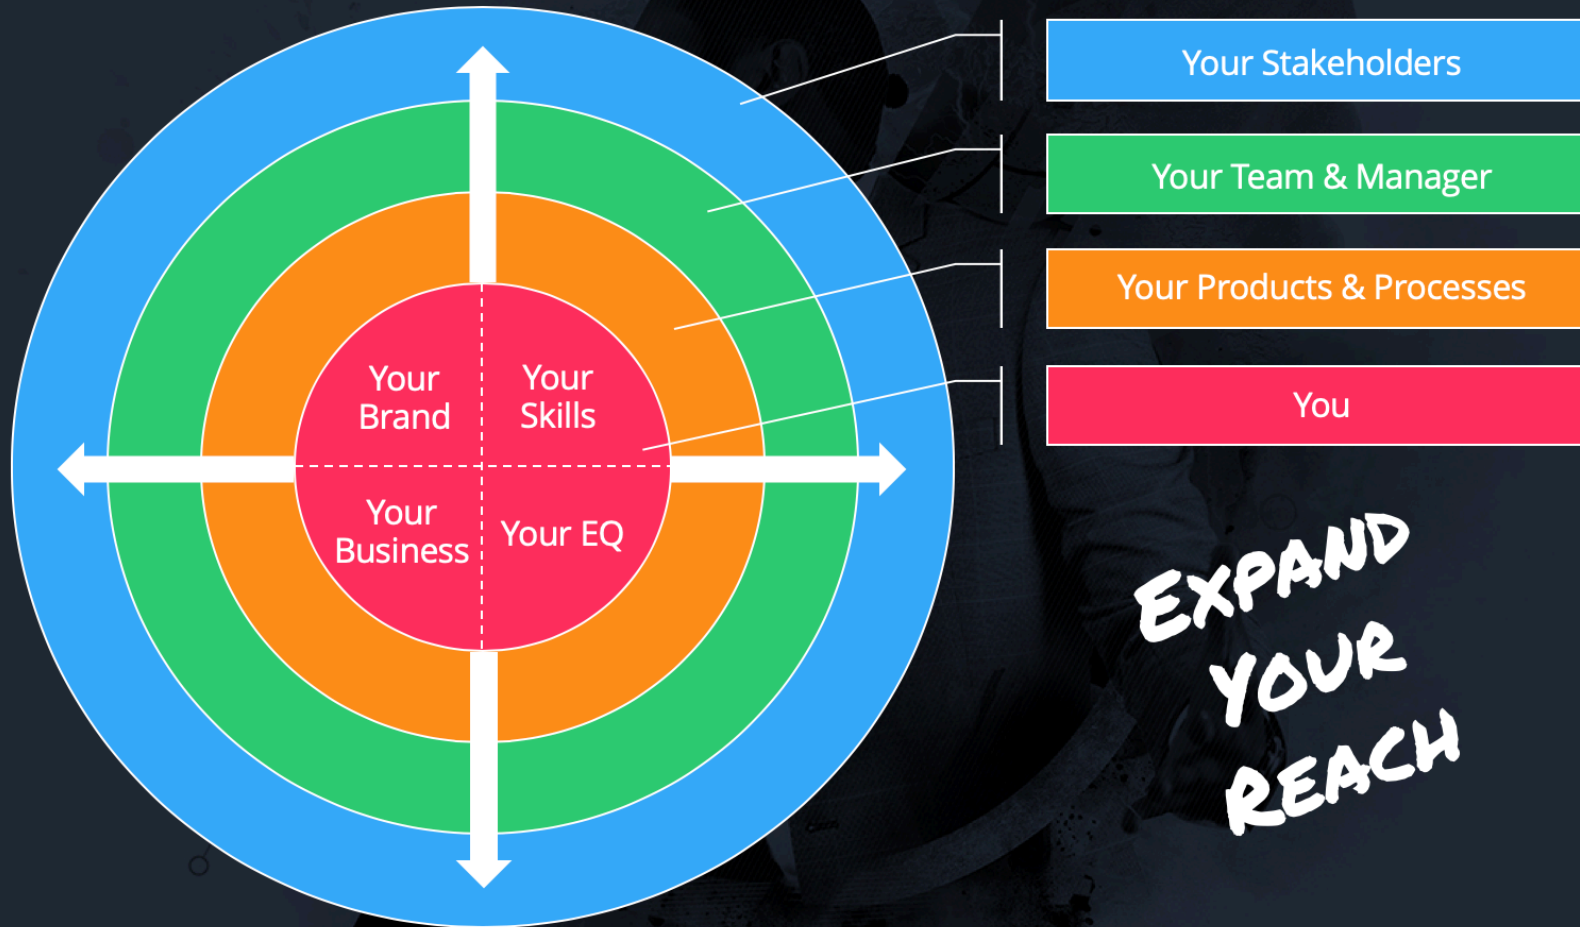 Your Stakeholders
Your Team & Manager
Your Products & Processes
You
Your
Brand
Your
Skills
Your
Business
Your EQ
EXPAND
YOUR
REACH